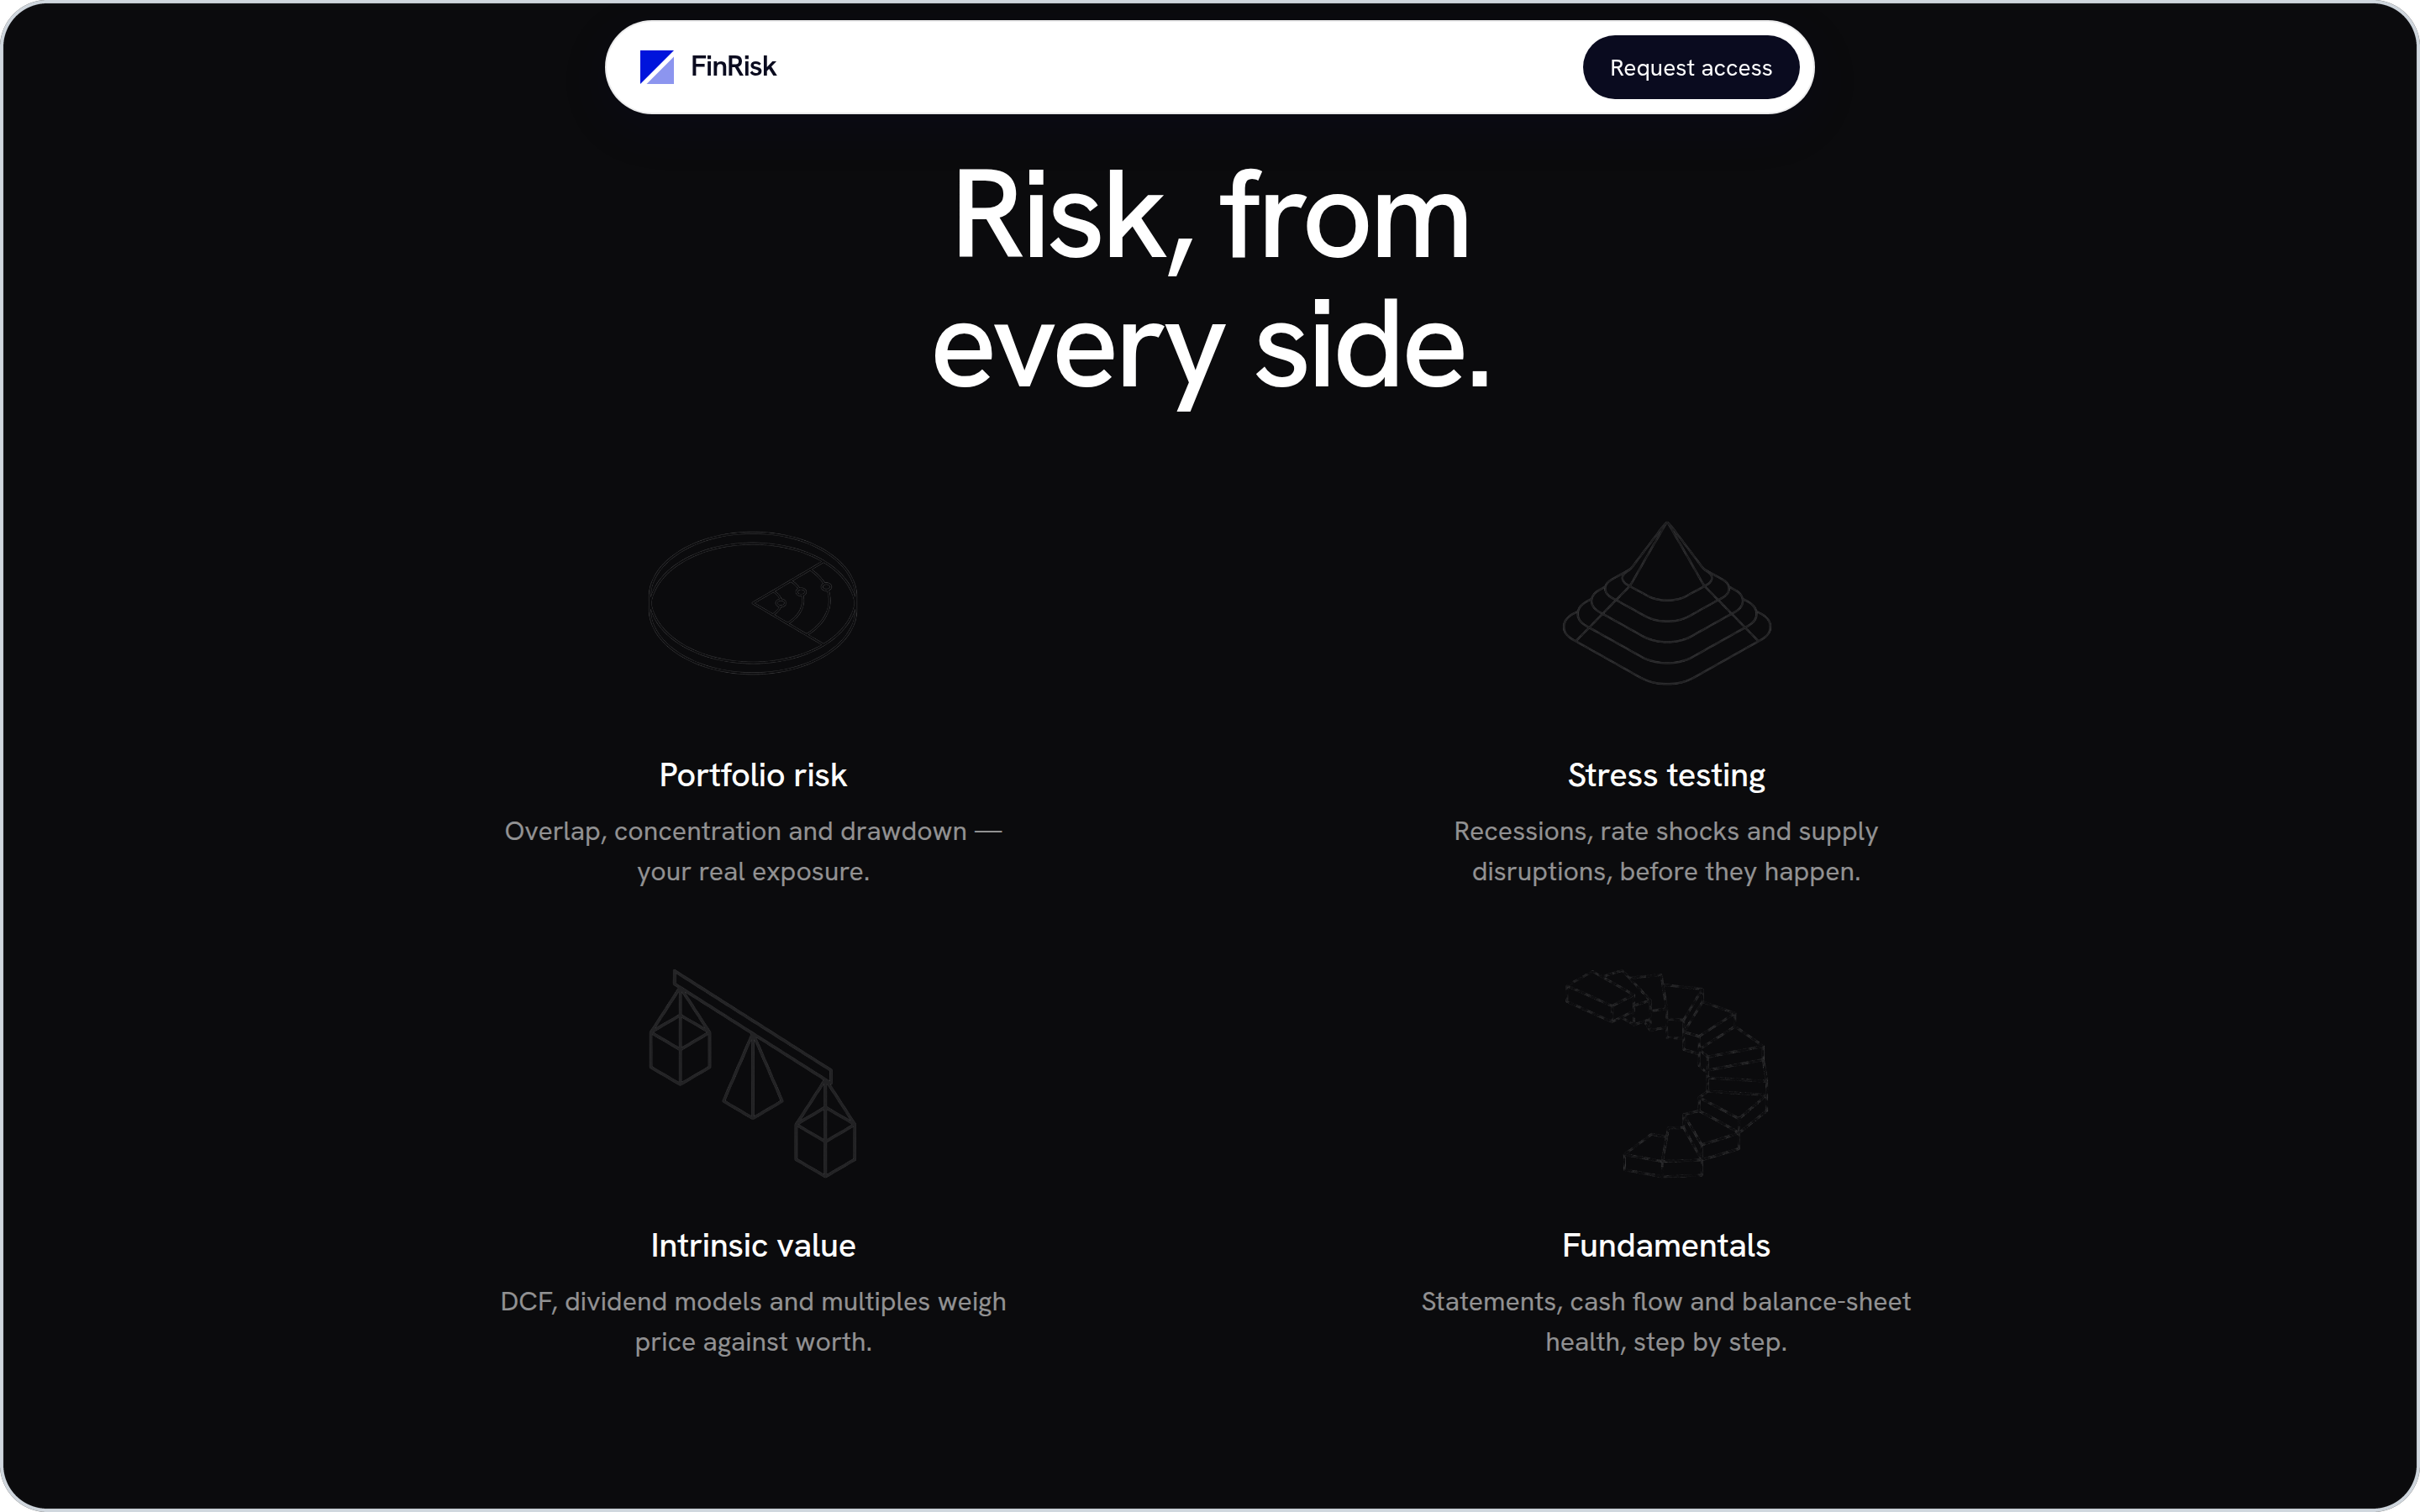 FinRisk
Request access
Risk, from
every side.
Portfolio risk
Overlap, concentration and drawdown —
your real exposure.
Stress testing
Recessions, rate shocks and supply
disruptions, before they happen.
Intrinsic value
DCF, dividend models and multiples weigh
price against worth.
Fundamentals
Statements, cash flow and balance-sheet
health, step by step.